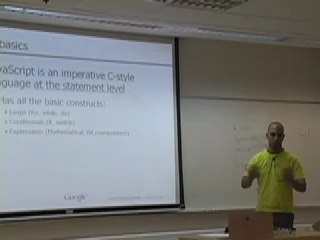 basics
vaScript is an imperative C-style
nguage at the statement level
Has all the basic constructs:
Loops (for, while, do)
Conditionals (if, switch)
Expressions (Mathematical, Bit manipulation)
Google